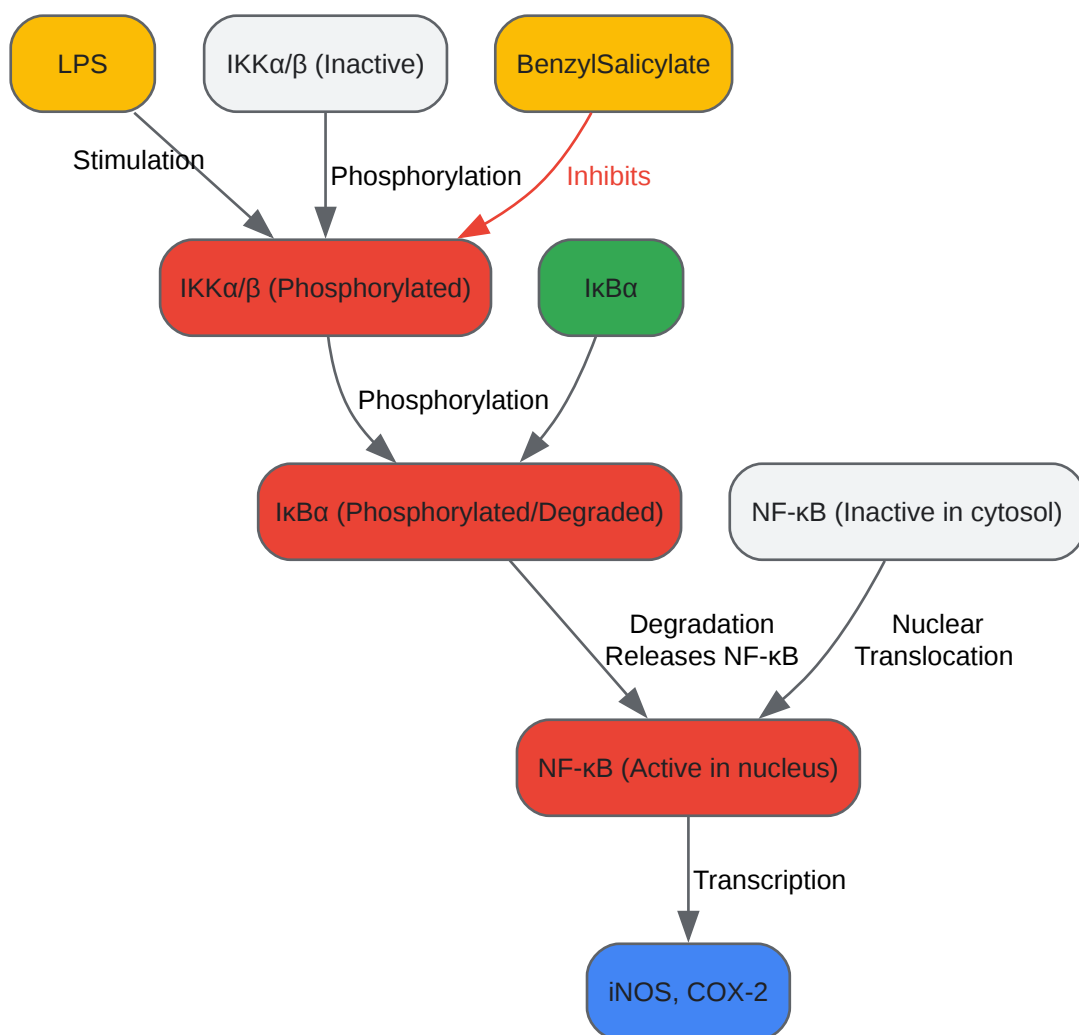 LPS
IKKα/β (Inactive)
BenzylSalicylate
Stimulation
Phosphorylation
Inhibits
IKKα/β (Phosphorylated)
IκBα
Phosphorylation
IκBα (Phosphorylated/Degraded)
NF-κB (Inactive in cytosol)
Degradation
Releases NF-κB
Nuclear
Translocation
NF-κB (Active in nucleus)
Transcription
iNOS, COX-2